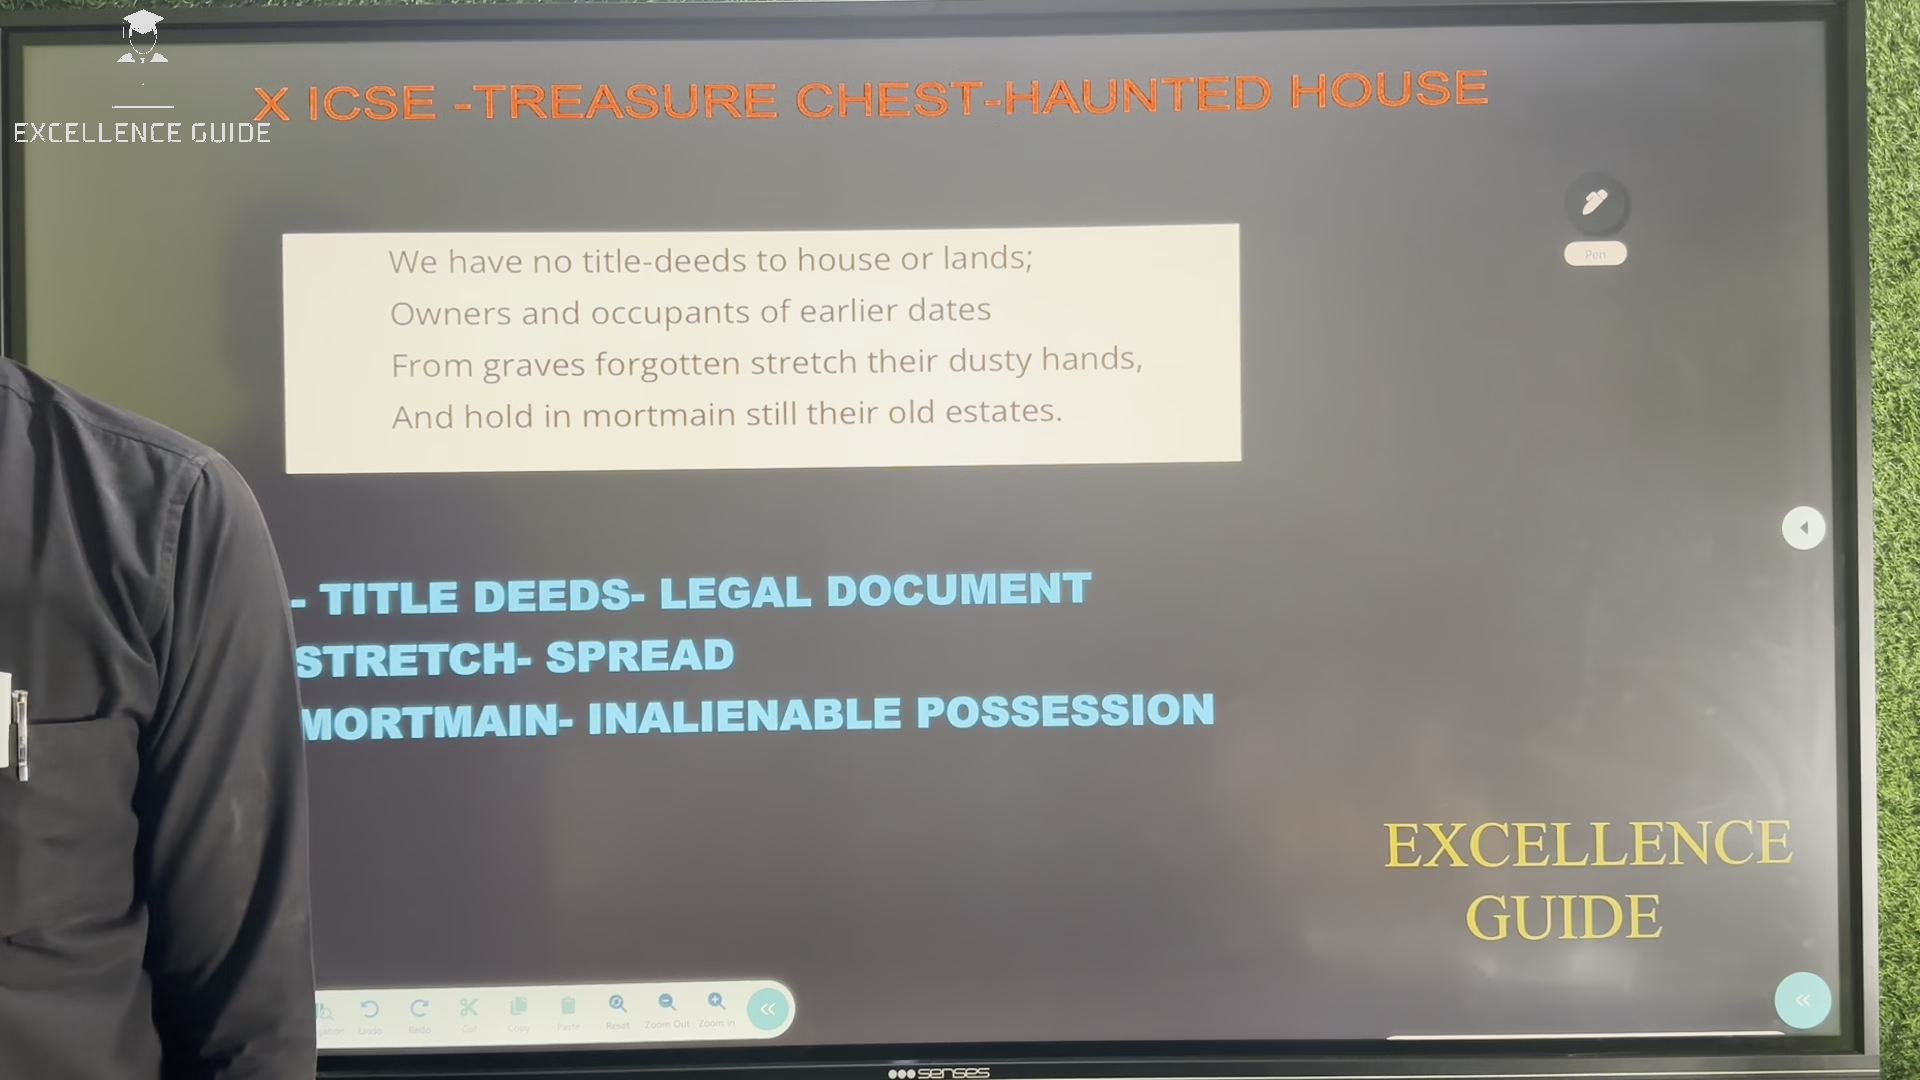 X ICSE -TREASURE CHEST-HAUNTED HOUSE
EXCELLENCE GUIDE
Pen
We have no title-deeds to house or lands;
Owners and occupants of earlier dates
From graves forgotten stretch their dusty hands,
And hold in mortmain still their old estates.
- TITLE DEEDS- LEGAL DOCUMENT
STRETCH- SPREAD
MORTMAIN- INALIENABLE POSSESSION
EXCELLENCE
GUIDE
Undo Redo Cut Copy Paste Reset Zoom Out Zoom In
senses